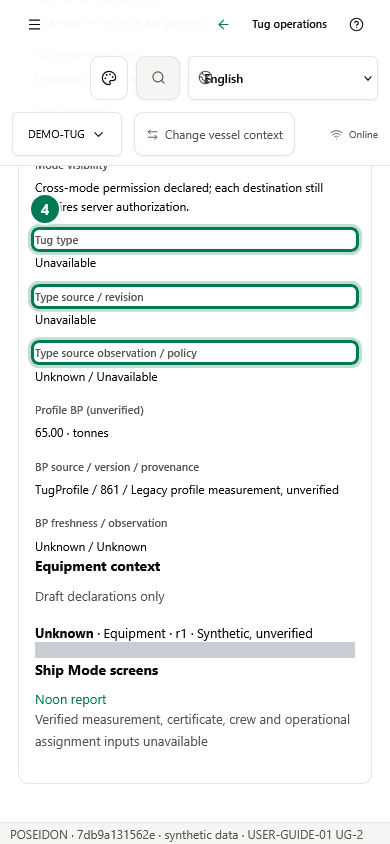 Tug operations
English
DEMO-TUG
Change vessel context
Online
Mode visibility
Cross-mode permission declared; each destination still
ires server authorization.
4
Tug type
Unavailable
Type source / revision
Unavailable
Type source observation / policy
Unknown / Unavailable
Profile BP (unverified)
65.00 · tonnes
BP source / version / provenance
TugProfile / 861 / Legacy profile measurement, unverified
BP freshness / observation
Unknown / Unknown
Equipment context
Draft declarations only
Unknown · Equipment · r1 · Synthetic, unverified
Ship Mode screens
Noon report
Verified measurement, certificate, crew and operational
assignment inputs unavailable
POSEIDON · 7db9a131562e · synthetic data · USER-GUIDE-01 UG-2